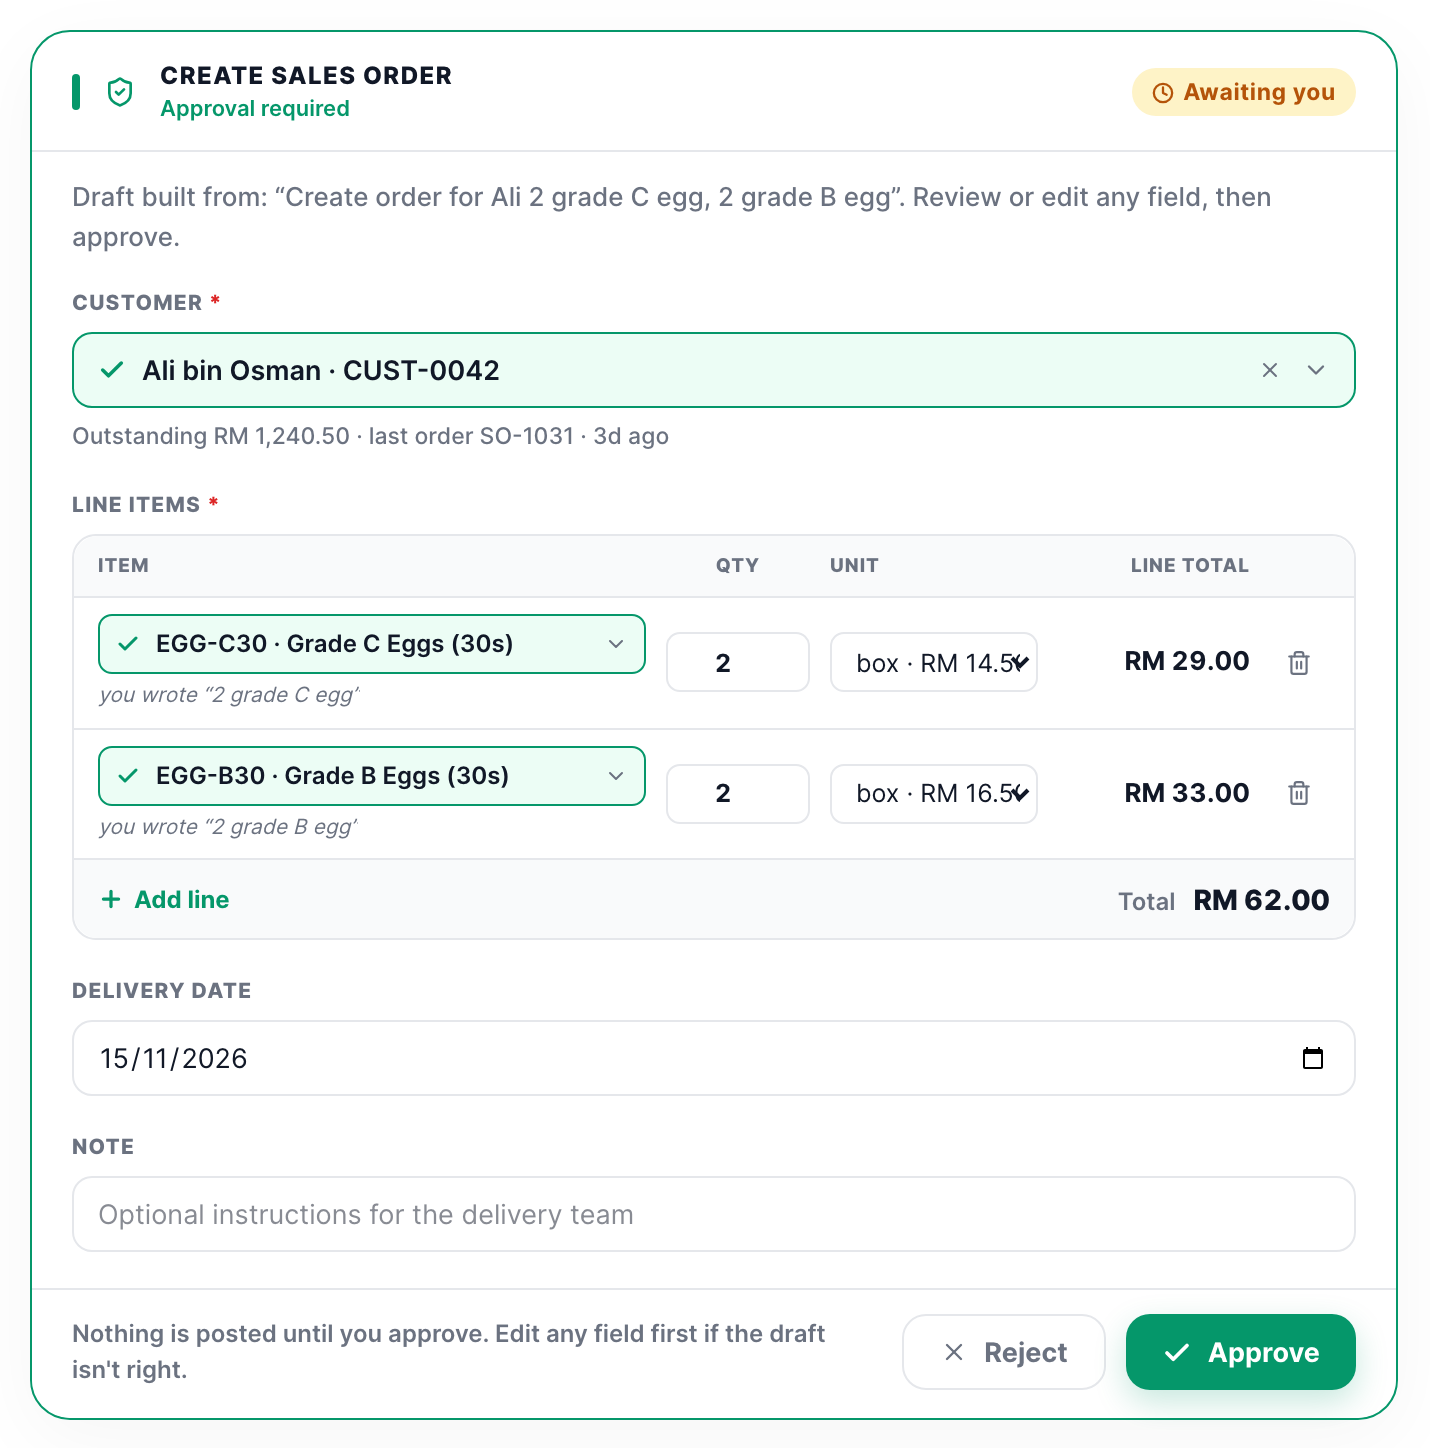 CREATE SALES ORDER
Approval required
Awaiting you
Draft built from: “Create order for Ali 2 grade C egg, 2 grade B egg”. Review or edit any field, then
approve.
CUSTOMER *
Ali bin Osman · CUST-0042
Outstanding RM 1,240.50 · last order SO-1031 · 3d ago
LINE ITEMS *
ITEM QTY UNIT LINE TOTAL
EGG-C30 · Grade C Eggs (30s) 2 box · RM 14.5 RM 29.00
you wrote “2 grade C egg”
EGG-B30 · Grade B Eggs (30s) 2 box · RM 16.5 RM 33.00
you wrote “2 grade B egg”
+ Add line Total RM 62.00
DELIVERY DATE
15/11/2026
NOTE
Optional instructions for the delivery team
Nothing is posted until you approve. Edit any field first if the draft
isn't right.
Reject
Approve